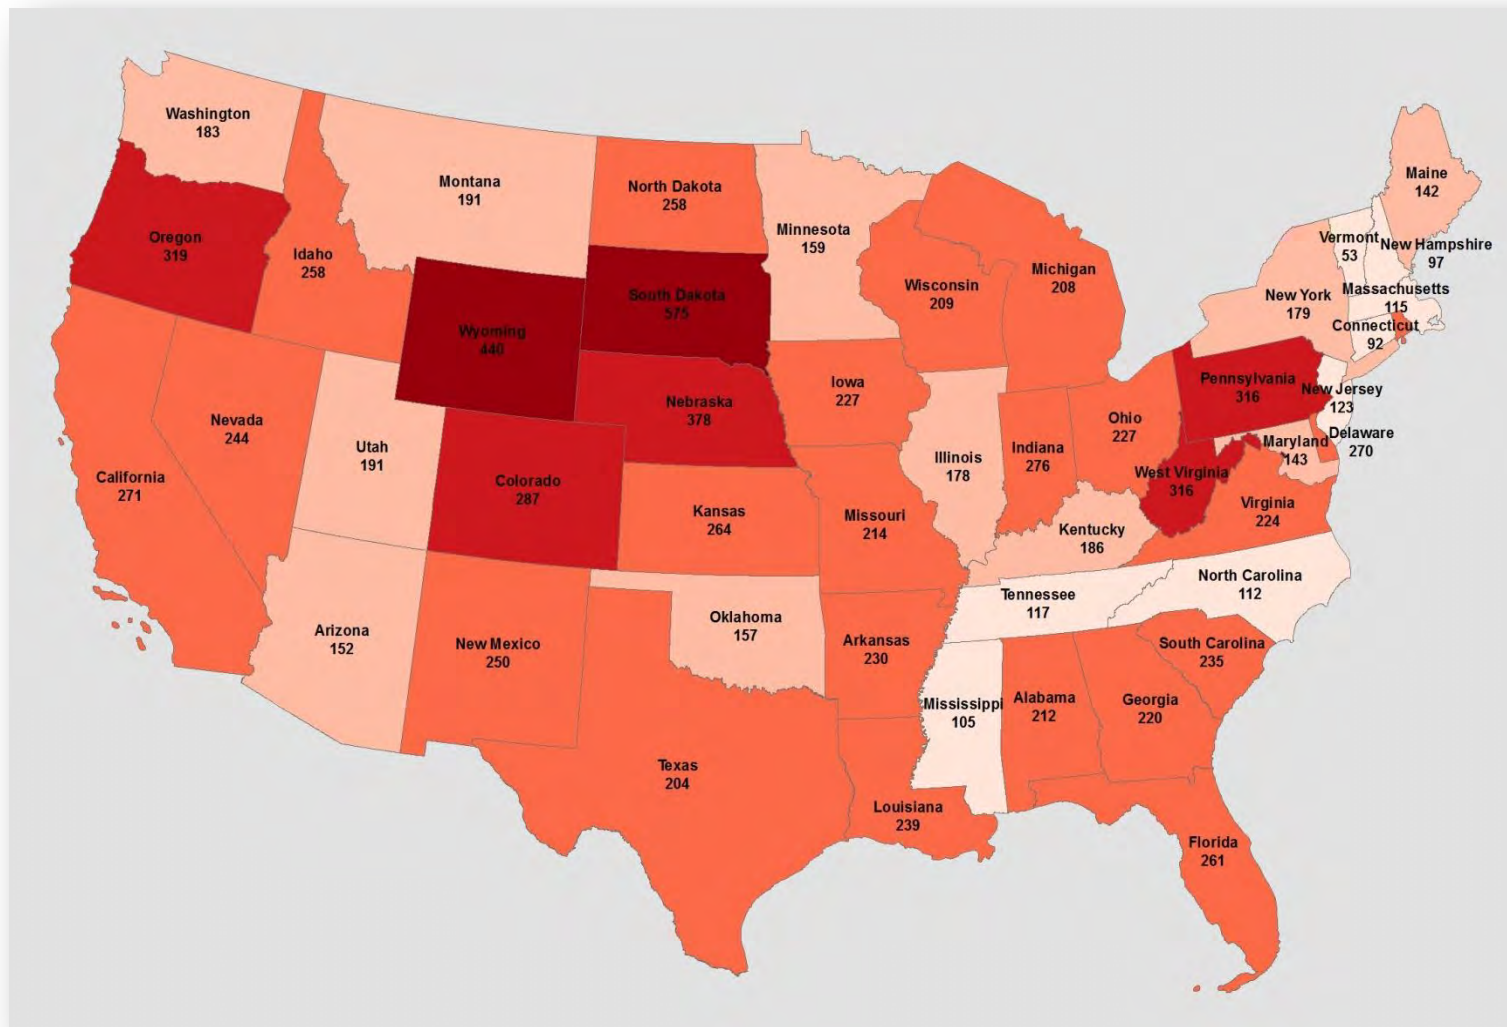 Washington
183
Montana
191
North Dakota
258
Minnesota
159
Maine
142
Oregon
319
Idaho
258
Wyoming
440
South Dakota
575
Wisconsin
209
Michigan
208
Vermont
53
New Hampshire
97
New York
179
Massachusetts
115
Connecticut
92
Nevada
244
Utah
191
Nebraska
378
Iowa
227
Pennsylvania
316
New Jersey
123
California
271
Colorado
287
Kansas
264
Missouri
214
Illinois
178
Indiana
276
Ohio
227
West Virginia
316
Maryland
143
Delaware
270
Virginia
224
Kentucky
186
Arizona
152
New Mexico
250
Oklahoma
157
Arkansas
230
Tennessee
117
North Carolina
112
South Carolina
235
Mississippi
105
Alabama
212
Georgia
220
Texas
204
Louisiana
239
Florida
261